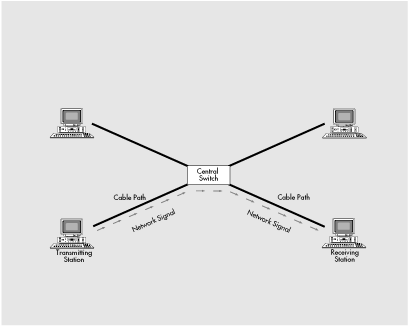 Central
Switch
Cable Path
Cable Path
Network Signal
Network Signal
Transmitting
Station
Receiving
Station